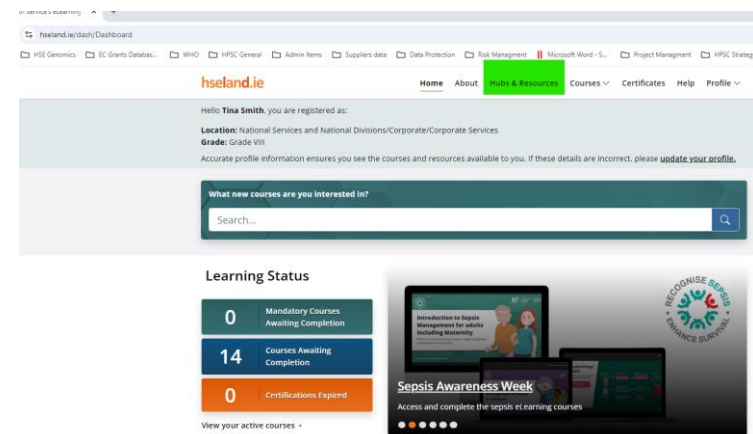 hseland.ie/dash/Dashboard
HSE Genomics EC Grants Databas... WHO HPSC General Admin Items Suppliers data Data Protection Risk Managment Microsoft Word - S... Project Managment HPSC Strateg
hseland.ie Home About Hubs & Resources Courses Certificates Help Profile
Hello Tina Smith, you are registered as:
Location: National Services and National Divisions/Corporate/Corporate Services
Grade: Grade VIII
Accurate profile information ensures you see the courses and resources available to you. If these details are incorrect, please update your profile.
What new courses are you interested in?
Search...
Learning Status
0 Mandatory Courses
Awaiting Completion
14 Courses Awaiting
Completion
0 Certifications Expired
View your active courses
RECOGNISE SEPSIS
ENHANCE SURVIVAL
Introduction to Sepsis
Management for adults
including Maternity
Sepsis Awareness Week
Access and complete the sepsis eLearning courses